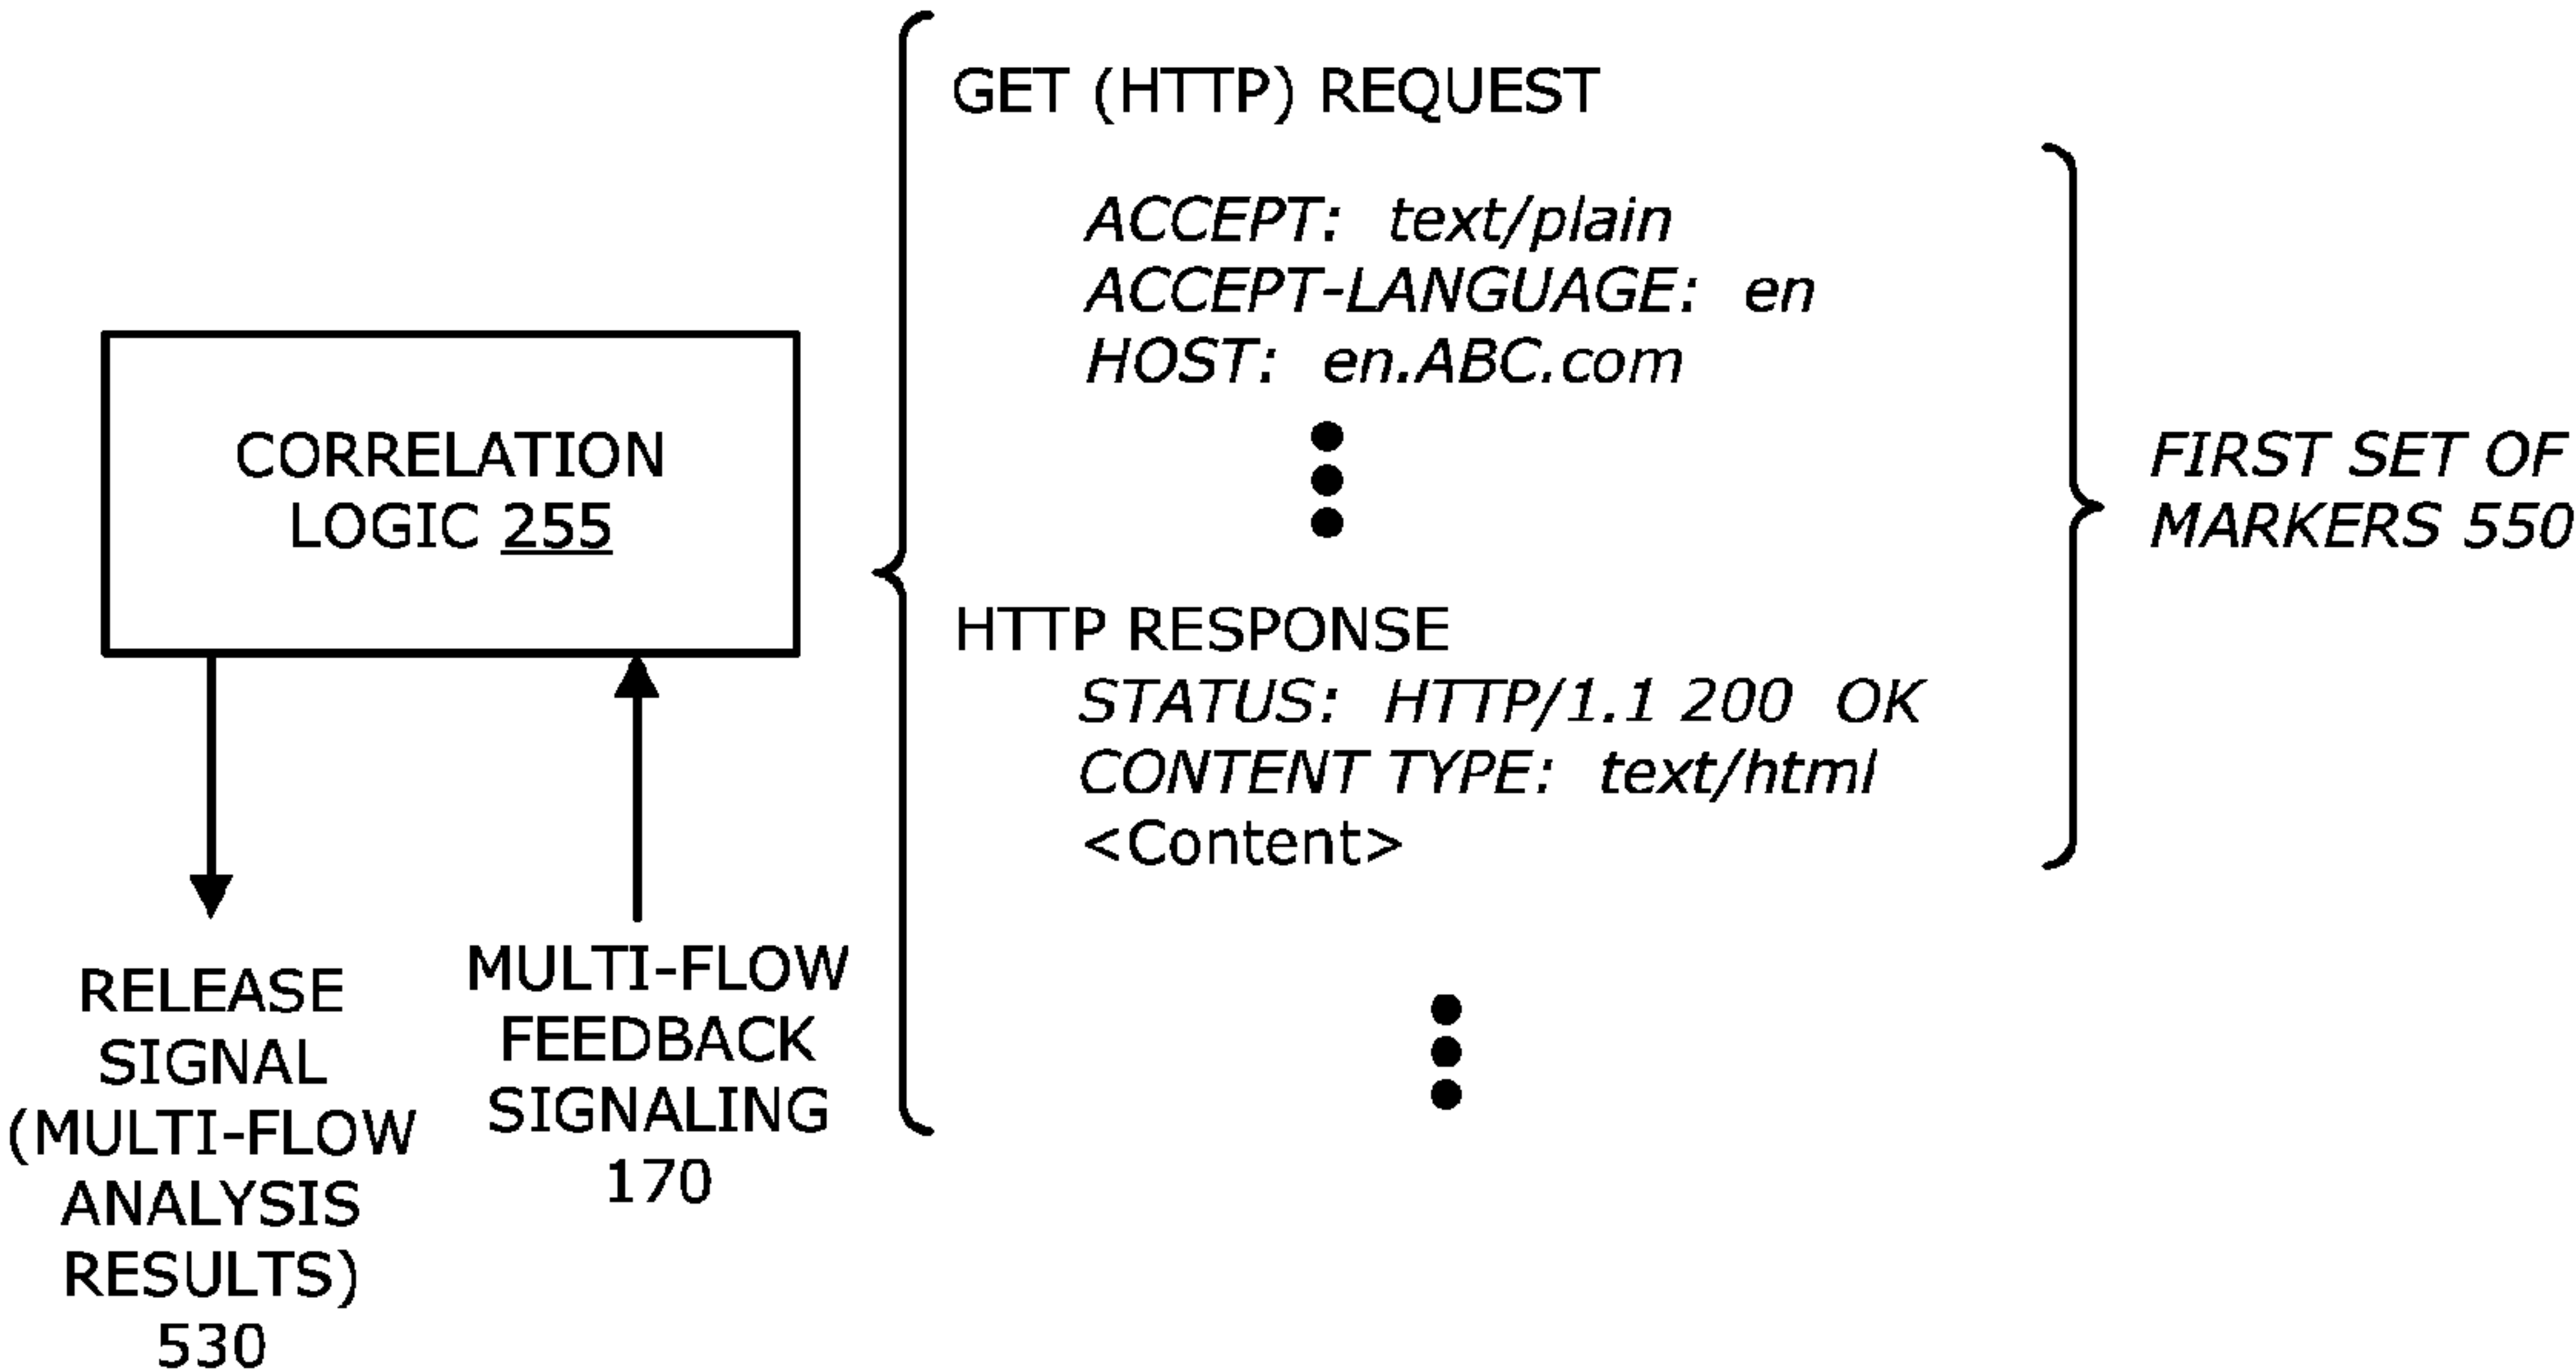 CORRELATION
LOGIC 255
RELEASE
SIGNAL
(MULTI-FLOW
ANALYSIS
RESULTS)
530
MULTI-FLOW
FEEDBACK
SIGNALING
170
GET (HTTP) REQUEST
ACCEPT: text/plain
ACCEPT-LANGUAGE: en
HOST: en.ABC.com
HTTP RESPONSE
STATUS: HTTP/1.1 200 OK
CONTENT TYPE: text/html
<Content>
FIRST SET OF
MARKERS 550